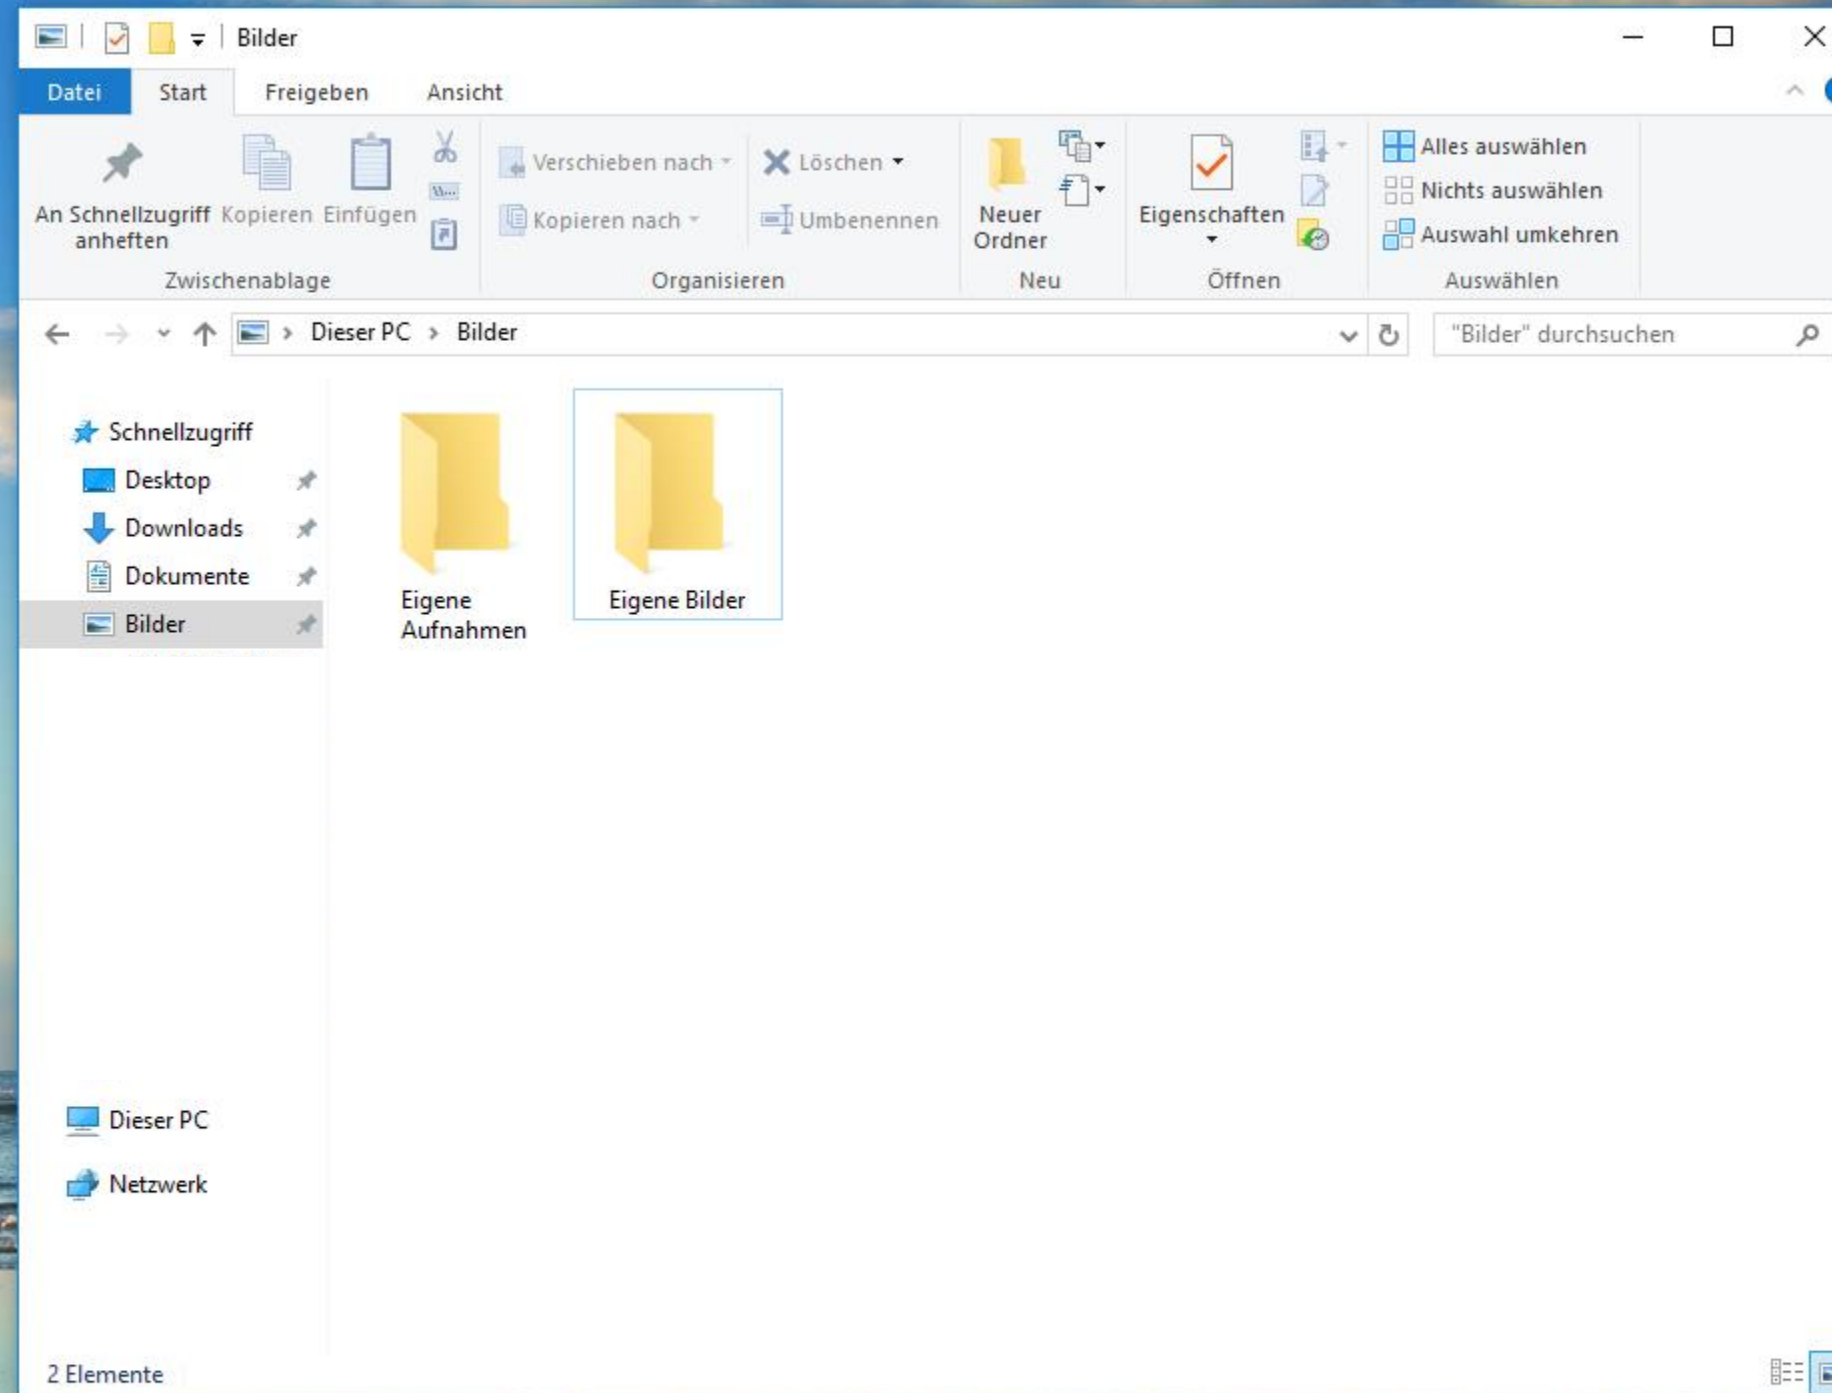 Bilder
Datei Start Freigeben Ansicht
An Schnellzugriff anheften
Kopieren
Einfügen
Zwischenablage
Verschieben nach
Kopieren nach
Löschen
Umbenennen
Organisieren
Neuer
Ordner
Neu
Eigenschaften
Öffnen
Alles auswählen
Nichts auswählen
Auswahl umkehren
Auswählen
Dieser PC › Bilder
"Bilder" durchsuchen
Schnellzugriff
Desktop
Downloads
Dokumente
Bilder
Dieser PC
Netzwerk
Eigene
Aufnahmen
Eigene Bilder
2 Elemente